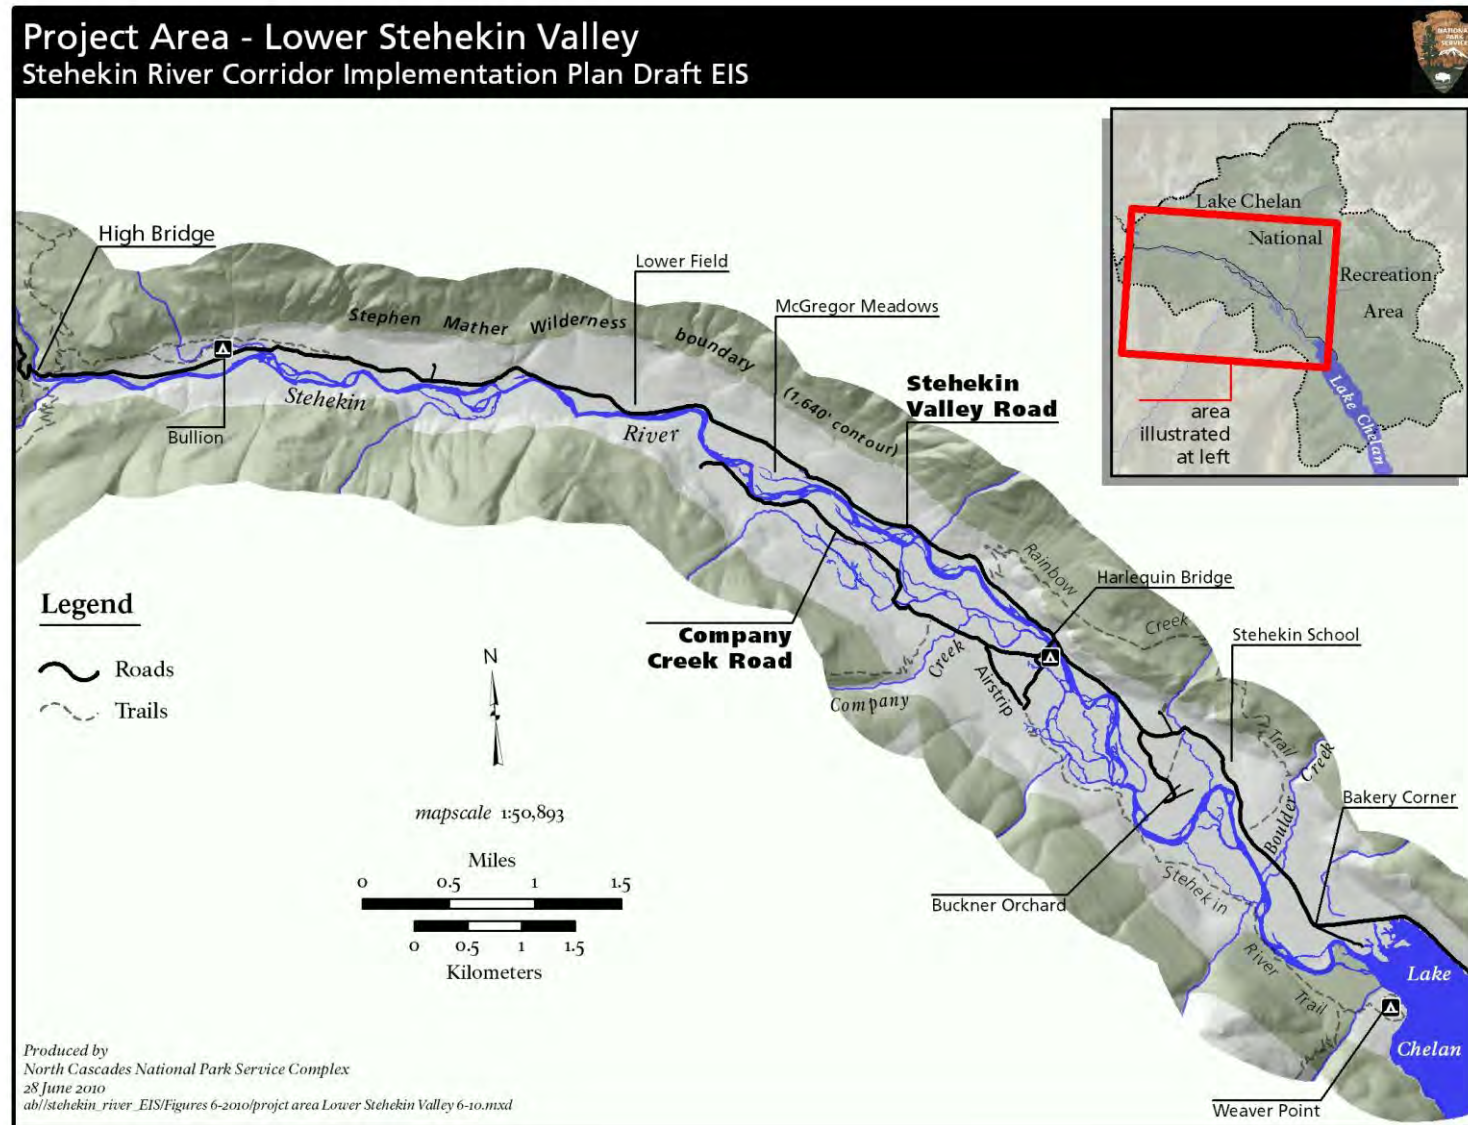 Project Area - Lower Stehekin Valley
Stehekin River Corridor Implementation Plan Draft EIS
NATIONAL
PARK
SERVICE
Lake Chelan
National
Recreation
Area
Lake Chelan
area
illustrated
at left
High Bridge
Lower Field
McGregor Meadows
Stephen Mather Wilderness boundary (1,640' contour)
Stehekin
Valley Road
Bullion
Stehekin
River
Rainbow
Creek
Trail
Harlequin Bridge
Stehekin School
Company
Creek Road
Company
Creek
Airstrip
Boulder
Creek
Bakery Corner
Buckner Orchard
Stehekin
River
Trail
Lake
Chelan
Weaver Point
Legend
Roads
Trails
N
mapscale 1:50,893
Miles
0 0.5 1 1.5
0 0.5 1 1.5
Kilometers
Produced by
North Cascades National Park Service Complex
28 June 2010
ab//stehekin_river_EIS/Figures 6-2010/projct area Lower Stehekin Valley 6-10.mxd